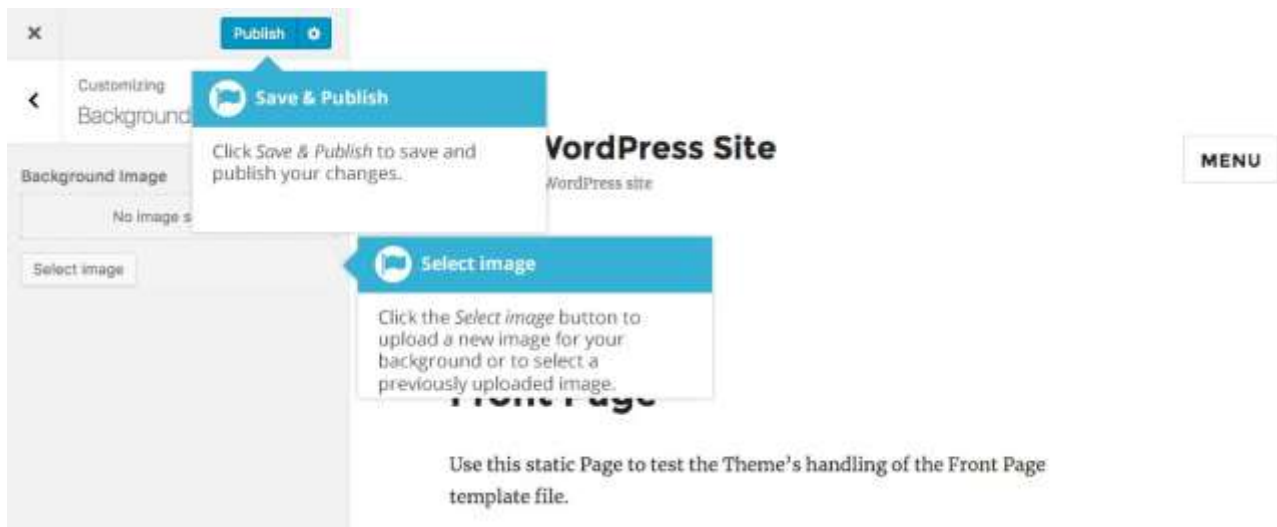 Publish
Customizing
Background
Save & Publish
Click Save & Publish to save and
publish your changes.
Background Image
No image s
Select image
WordPress Site
WordPress site
MENU
Select image
Click the Select image button to
upload a new image for your
background or to select a
previously uploaded image.
Front Page
Use this static Page to test the Theme’s handling of the Front Page
template file.